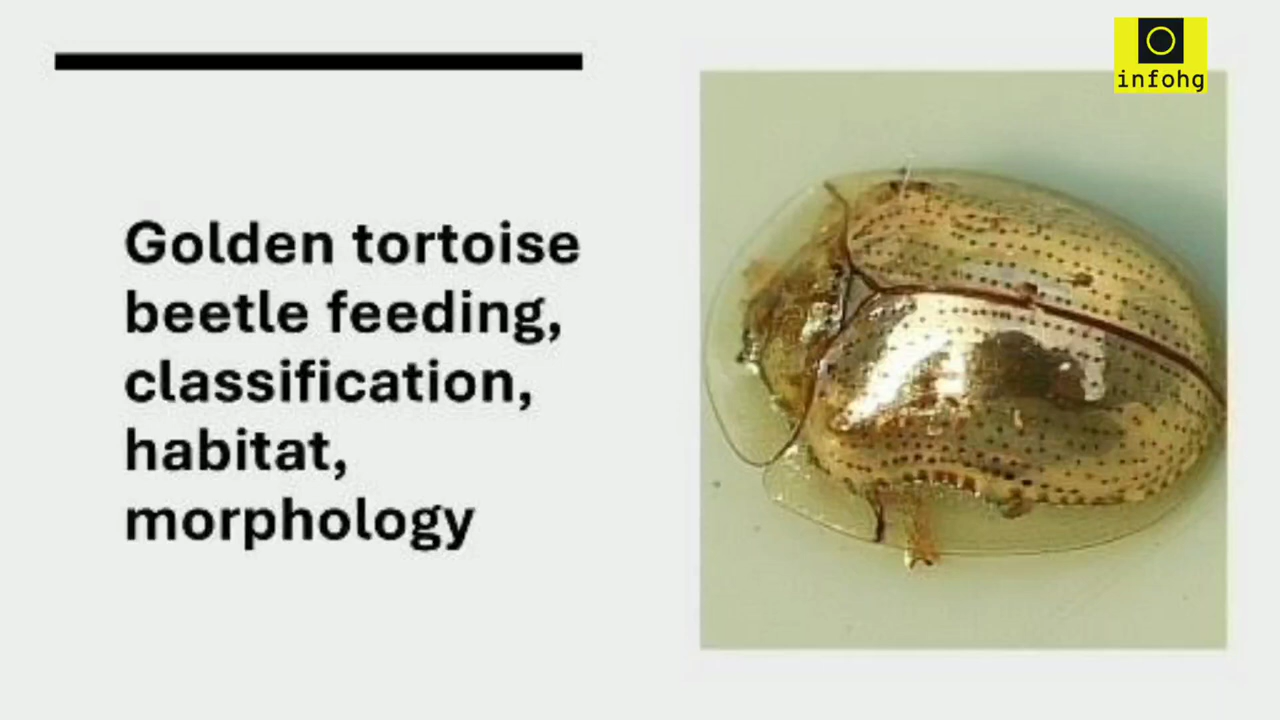 infohg
Golden tortoise
beetle feeding,
classification,
habitat,
morphology